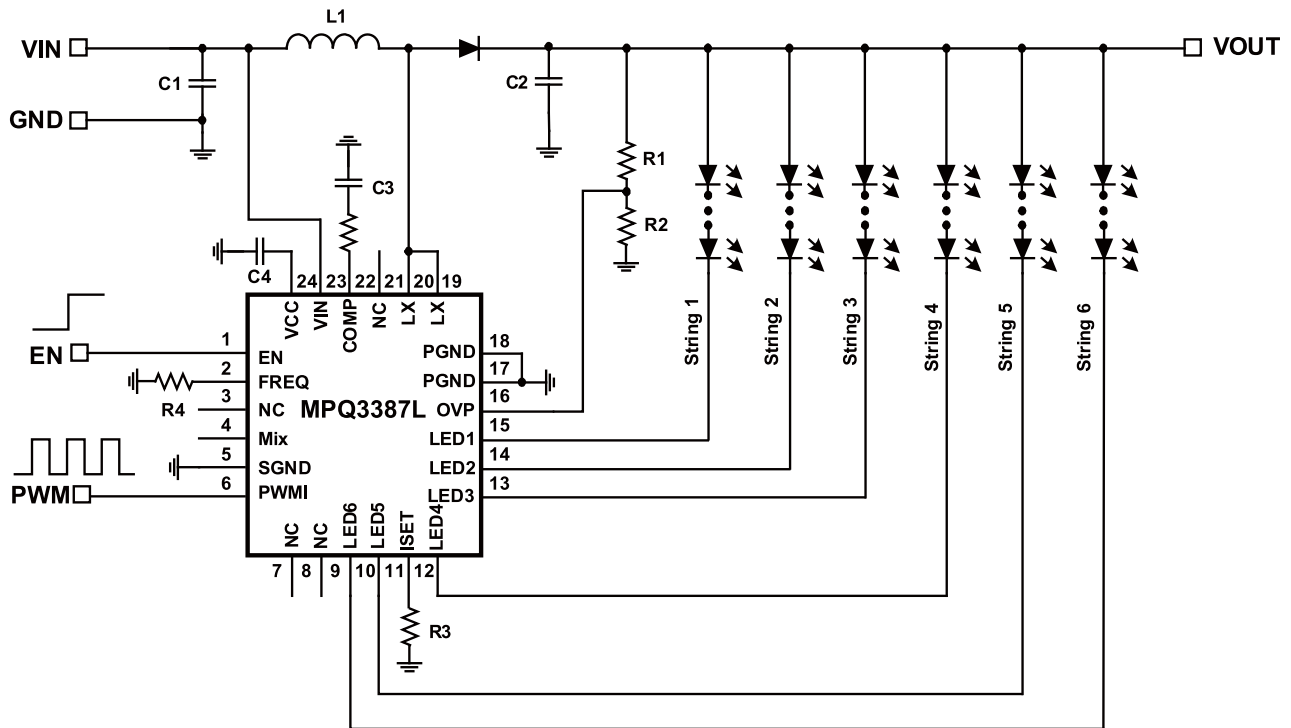 L1
VIN
VOUT
C1
C2
GND
R1
C3
R2
C4
24 23 22 21 20 19
VCC
VIN
COMP
NC
LX
LX
String 1
String 2
String 3
String 4
String 5
String 6
EN
1
EN
PGND
18
2
FREQ
PGND
17
R4
3
NC
MPQ3387L
OVP
16
4
Mix
LED1
15
5
SGND
LED2
14
PWM
6
PWMI
LED3
13
NC
NC
LED6
LED5
ISET
LED4
7 8 9 10 11 12
R3